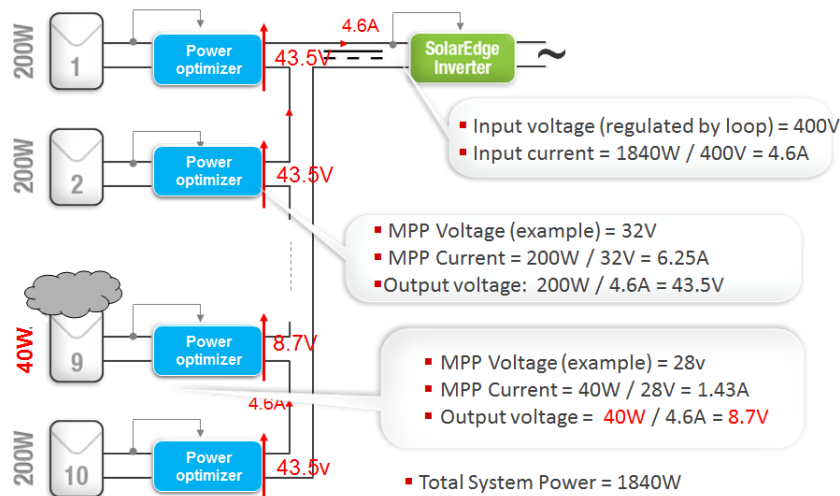 4.6A
200W
1
Power optimizer
43.5V
SolarEdge Inverter
~
Input voltage (regulated by loop) = 400V
Input current = 1840W / 400V = 4.6A
200W
2
Power optimizer
43.5V
MPP Voltage (example) = 32V
MPP Current = 200W / 32V = 6.25A
Output voltage: 200W / 4.6A = 43.5V
40W.
9
Power optimizer
8.7V
MPP Voltage (example) = 28v
MPP Current = 40W / 28V = 1.43A
Output voltage = 40W / 4.6A = 8.7V
4.6A
200W
10
Power optimizer
43.5v
Total System Power = 1840W